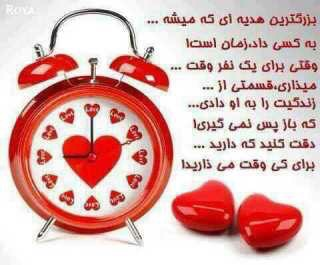 Roya
بزرگترین هدیه ای که میشه ...
به کسی داد،زمان است!
وقتی برای یک نفر وقت ...
میذاری،قسمتی از ...
زندگیت را به او دادی...
که باز پس نمی گیری!
دقت کنید که دارید ...
برای کی وقت می ذارید!